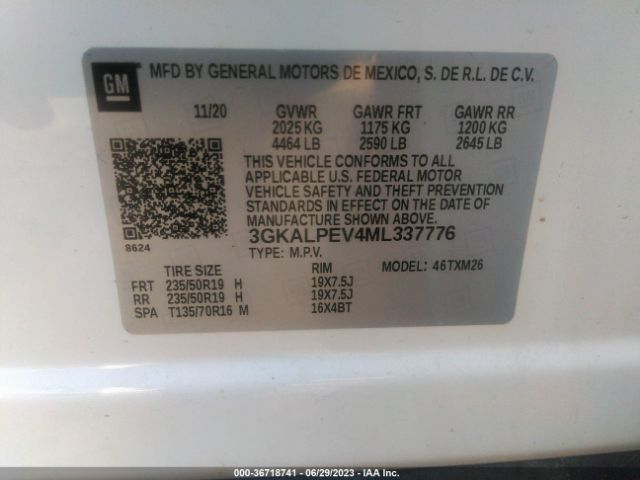 GM
MFD BY GENERAL MOTORS DE MEXICO, S. DE R.L. DE C.V.
11/20 GVWR GAWR FRT GAWR RR
2025 KG 1175 KG 1200 KG
4464 LB 2590 LB 2645 LB
THIS VEHICLE CONFORMS TO ALL
APPLICABLE U.S. FEDERAL MOTOR
VEHICLE SAFETY AND THEFT PREVENTION
STANDARDS IN EFFECT ON THE DATE OF
MANUFACTURE SHOWN ABOVE.
3GKALPEV4ML337776
8624
TYPE: M.P.V.
TIRE SIZE RIM MODEL: 46TXM26
FRT 235/50R19 H 19X7.5J
RR 235/50R19 H 19X7.5J
SPA T135/70R16 M 16X4BT
000-36718741 - 06/29/2023 - IAA Inc.